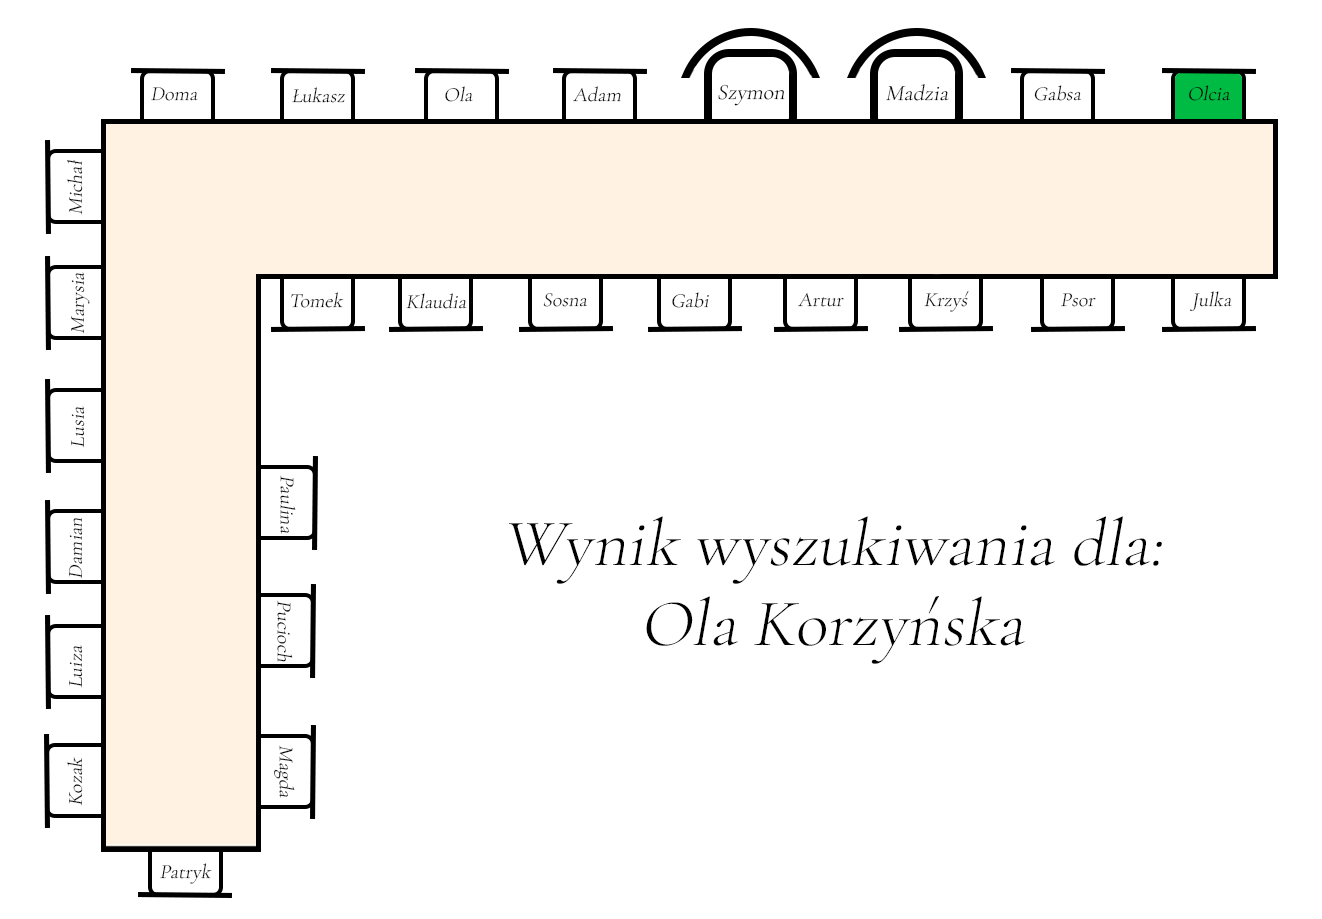 Doma
Łukasz
Ola
Adam
Szymon
Madzia
Gabsa
Olcia
Michał
Marysia
Lusia
Damian
Luiza
Kozak
Tomek
Klaudia
Sosna
Gabi
Artur
Krzyś
Psor
Julka
Paulina
Pucioch
Magda
Patryk
Wynik wyszukiwania dla:
Ola Korzyńska